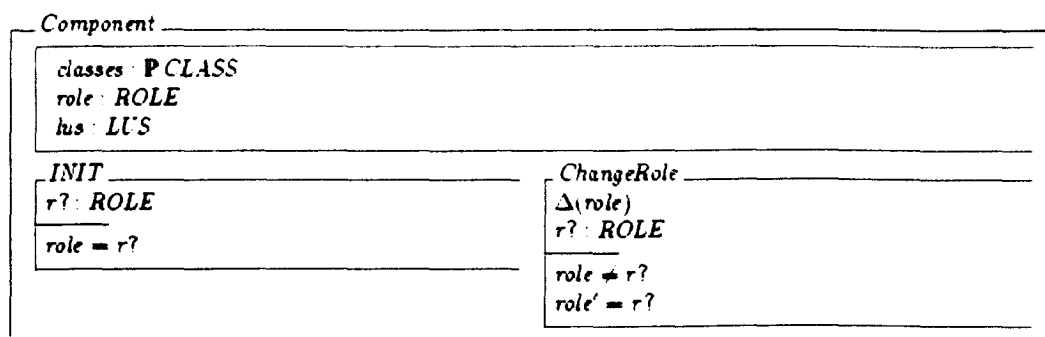 Component
classes : ℙ CLASS
role : ROLE
lus : LUS
INIT
r? : ROLE
role = r?
ChangeRole
Δ(role)
r? : ROLE
role ≠ r?
role′ = r?